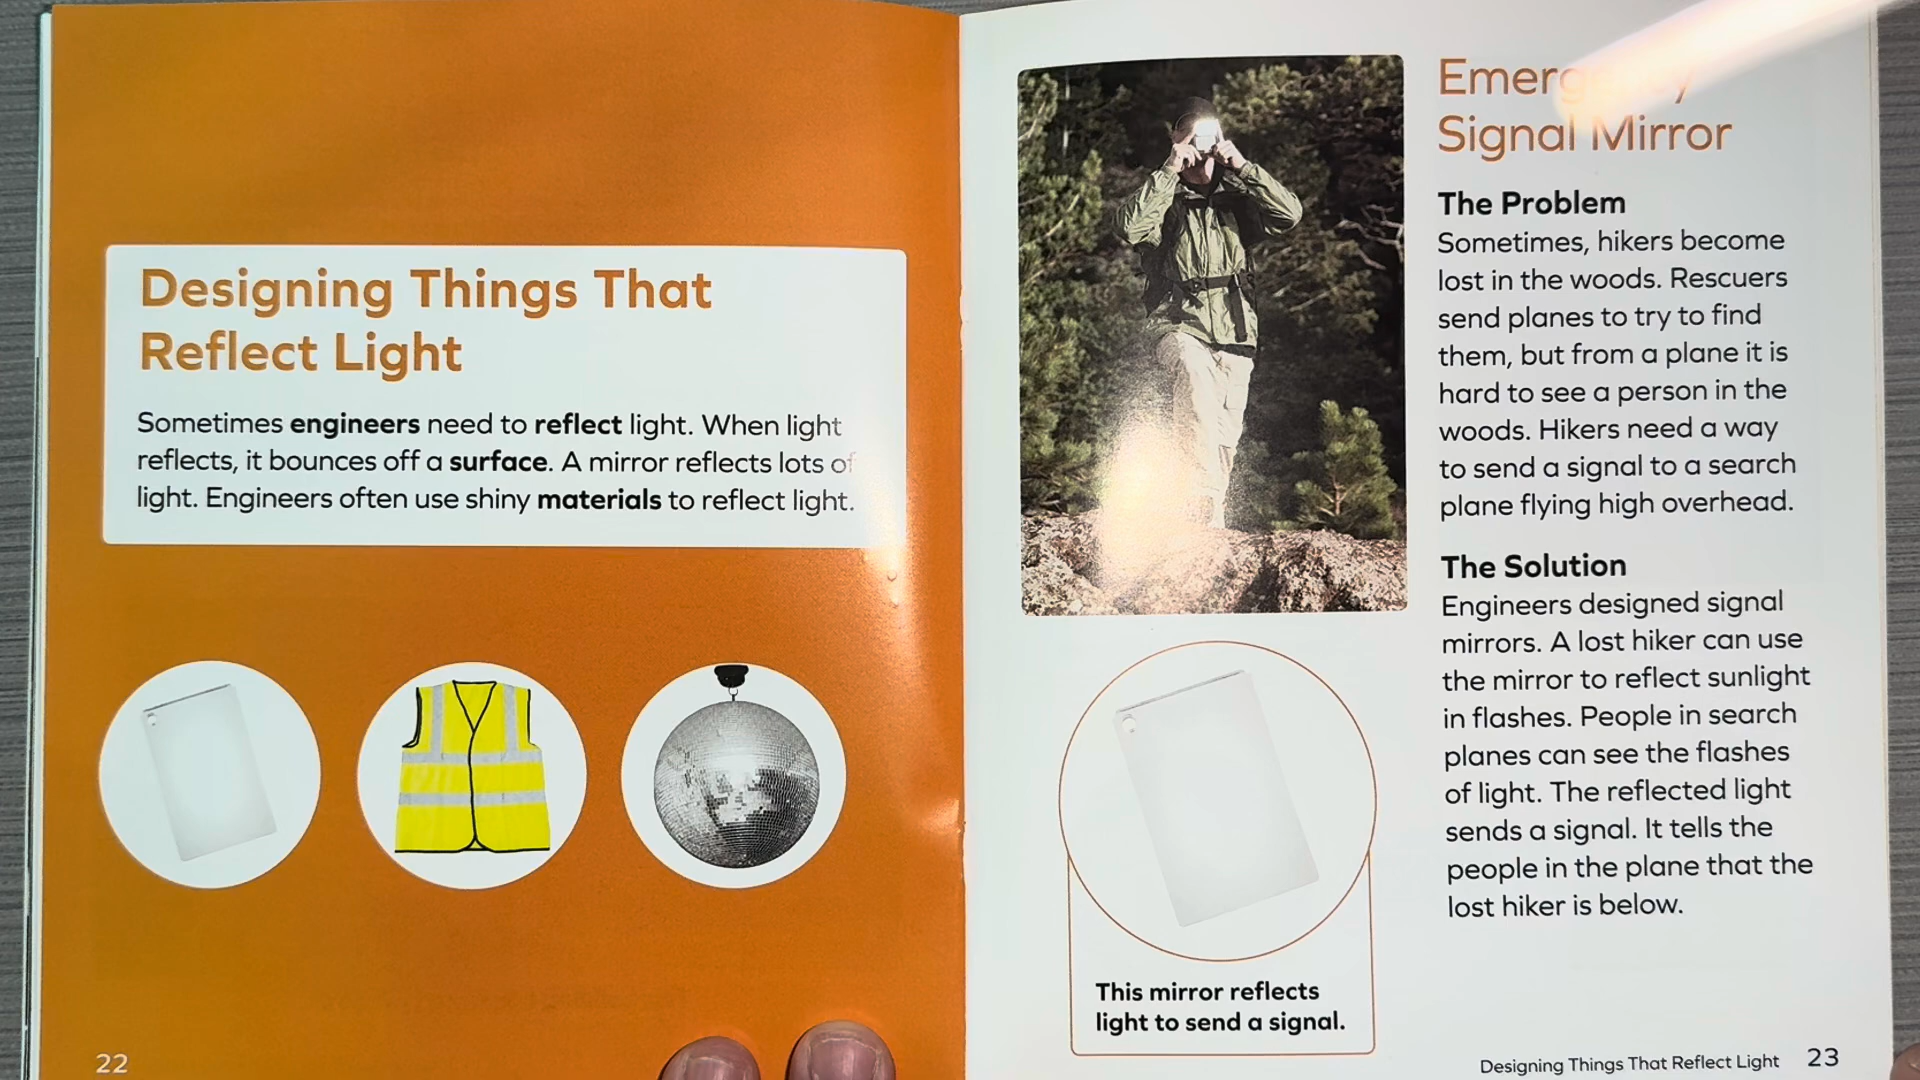 Designing Things That
Reflect Light
Sometimes engineers need to reflect light. When light
reflects, it bounces off a surface. A mirror reflects lots of
light. Engineers often use shiny materials to reflect light.
22
Signal Mirror
The Problem
Sometimes, hikers become
lost in the woods. Rescuers
send planes to try to find
them, but from a plane it is
hard to see a person in the
woods. Hikers need a way
to send a signal to a search
plane flying high overhead.
The Solution
Engineers designed signal
mirrors. A lost hiker can use
the mirror to reflect sunlight
in flashes. People in search
planes can see the flashes
of light. The reflected light
sends a signal. It tells the
people in the plane that the
lost hiker is below.
This mirror reflects
light to send a signal.
Designing Things That Reflect Light 23